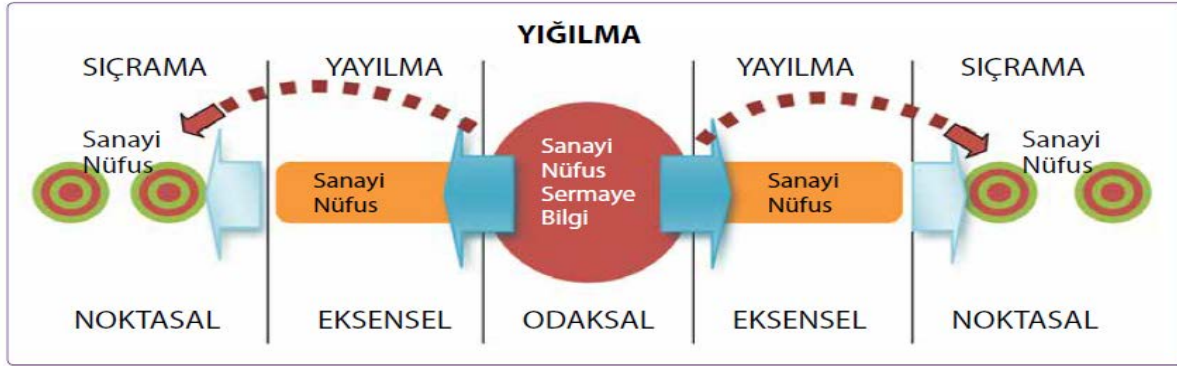 YIĞILMA
SIÇRAMA
YAYILMA
YAYILMA
SIÇRAMA
Sanayi
Nüfus
Sanayi
Nüfus
Sanayi
Nüfus
Sermaye
Bilgi
Sanayi
Nüfus
Sanayi
Nüfus
NOKTASAL
EKSENSEL
ODAKSAL
EKSENSEL
NOKTASAL